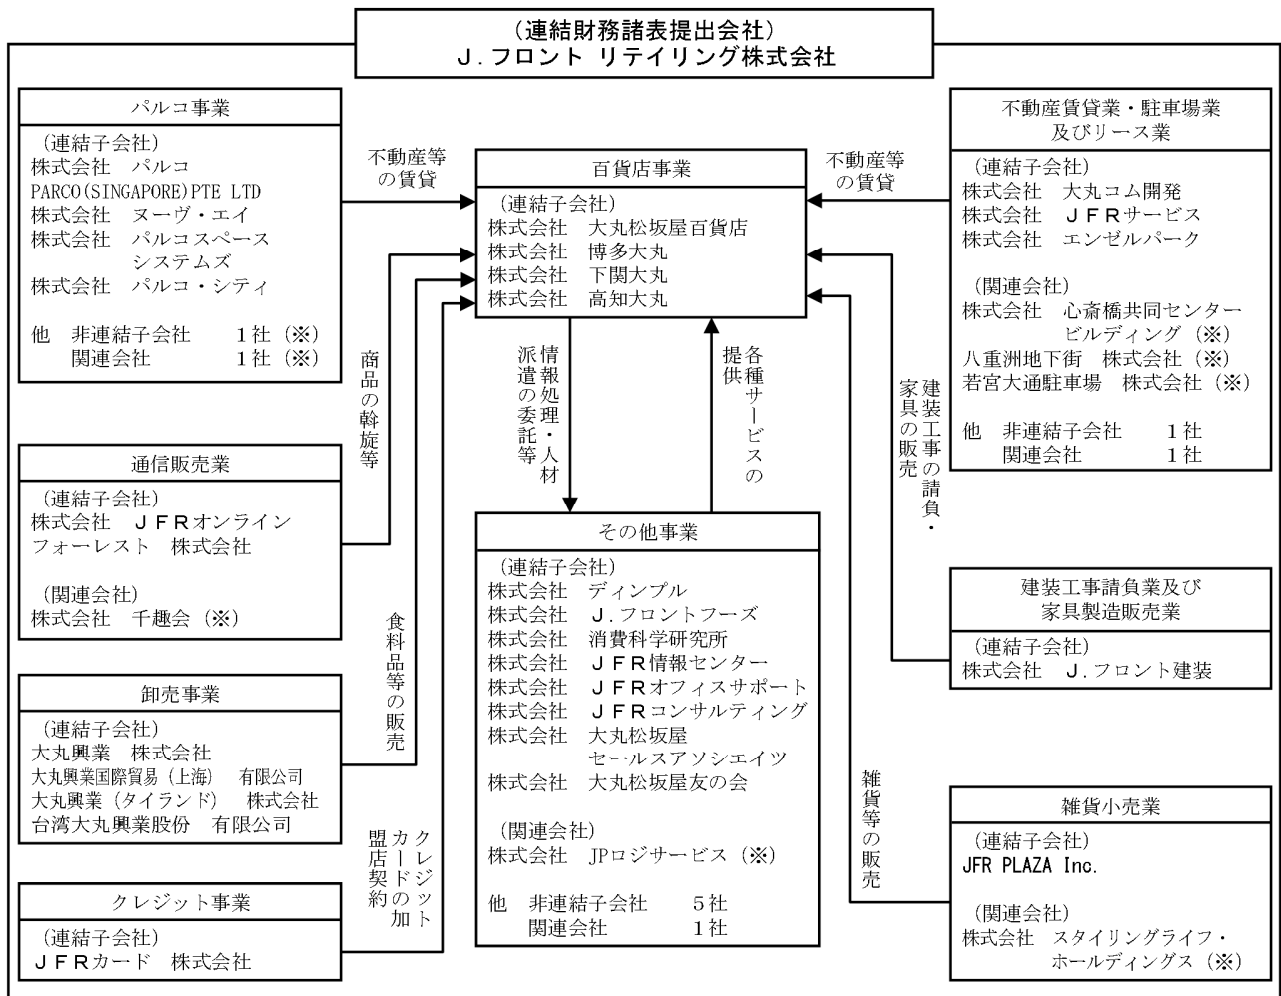 (連結財務諸表提出会社)
J.フロント リテイリング株式会社
パルコ事業
(連結子会社)
株式会社 パルコ
PARCO(SINGAPORE)PTE LTD
株式会社 ヌーヴ・エイ
株式会社 パルコスペース
システムズ
株式会社 パルコ・シティ
他 非連結子会社 1社(※)
関連会社 1社(※)
通信販売業
(連結子会社)
株式会社 JFRオンライン
フォーレスト 株式会社
(関連会社)
株式会社 千趣会(※)
卸売事業
(連結子会社)
大丸興業 株式会社
大丸興業国際貿易(上海) 有限公司
大丸興業(タイランド) 株式会社
台湾大丸興業股份 有限公司
クレジット事業
(連結子会社)
JFRカード 株式会社
不動産等
の賃貸
商品の斡旋等
食料品等の販売
クレジット
カードの加
盟店契約
百貨店事業
(連結子会社)
株式会社 大丸松坂屋百貨店
株式会社 博多大丸
株式会社 下関大丸
株式会社 高知大丸
情報処理・人材
派遣の委託等
各種サービスの
提供
その他事業
(連結子会社)
株式会社 ディンプル
株式会社 J.フロントフーズ
株式会社 消費科学研究所
株式会社 JFR情報センター
株式会社 JFRオフィスサポート
株式会社 JFRコンサルティング
株式会社 大丸松坂屋
セールスアソシエイツ
株式会社 大丸松坂屋友の会
(関連会社)
株式会社 JPロジサービス(※)
他 非連結子会社 5社
関連会社 1社
不動産等
の賃貸
建装工事の請負・
家具の販売
雑貨等の販売
不動産賃貸業・駐車場業
及びリース業
(連結子会社)
株式会社 大丸コム開発
株式会社 JFRサービス
株式会社 エンゼルパーク
(関連会社)
株式会社 心斎橋共同センター
ビルディング(※)
八重洲地下街 株式会社(※)
若宮大通駐車場 株式会社(※)
他 非連結子会社 1社
関連会社 1社
建装工事請負業及び
家具製造販売業
(連結子会社)
株式会社 J.フロント建装
雑貨小売業
(連結子会社)
JFR PLAZA Inc.
(関連会社)
株式会社 スタイリングライフ・
ホールディングス(※)